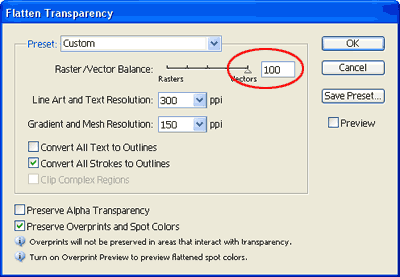 Flatten Transparency
Preset: Custom
OK
Raster/Vector Balance: 100
Rasters Vectors
Cancel
Line Art and Text Resolution: 300 ppi
Save Preset...
Gradient and Mesh Resolution: 150 ppi
Preview
Convert All Text to Outlines
Convert All Strokes to Outlines
Clip Complex Regions
Preserve Alpha Transparency
Preserve Overprints and Spot Colors
Overprints will not be preserved in areas that interact with transparency.
Turn on Overprint Preview to preview flattened spot colors.